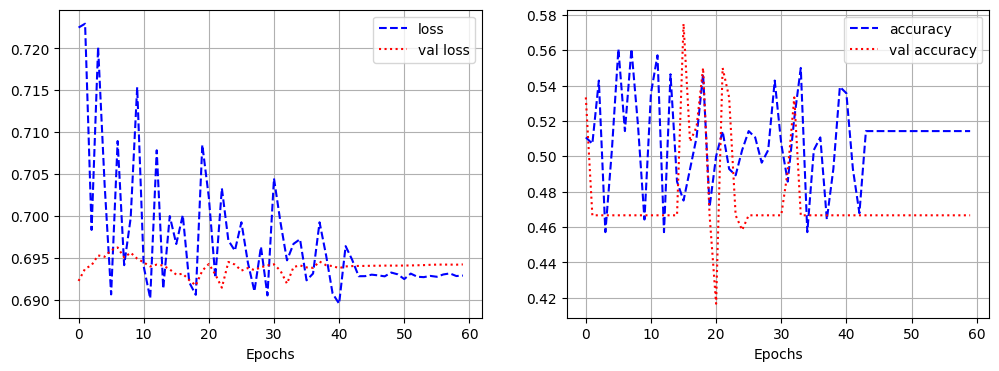 0.720
0.715
0.710
0.705
0.700
0.695
0.690
0 10 20 30 40 50 60
Epochs
loss
val loss
0.58
0.56
0.54
0.52
0.50
0.48
0.46
0.44
0.42
0 10 20 30 40 50 60
Epochs
accuracy
val accuracy